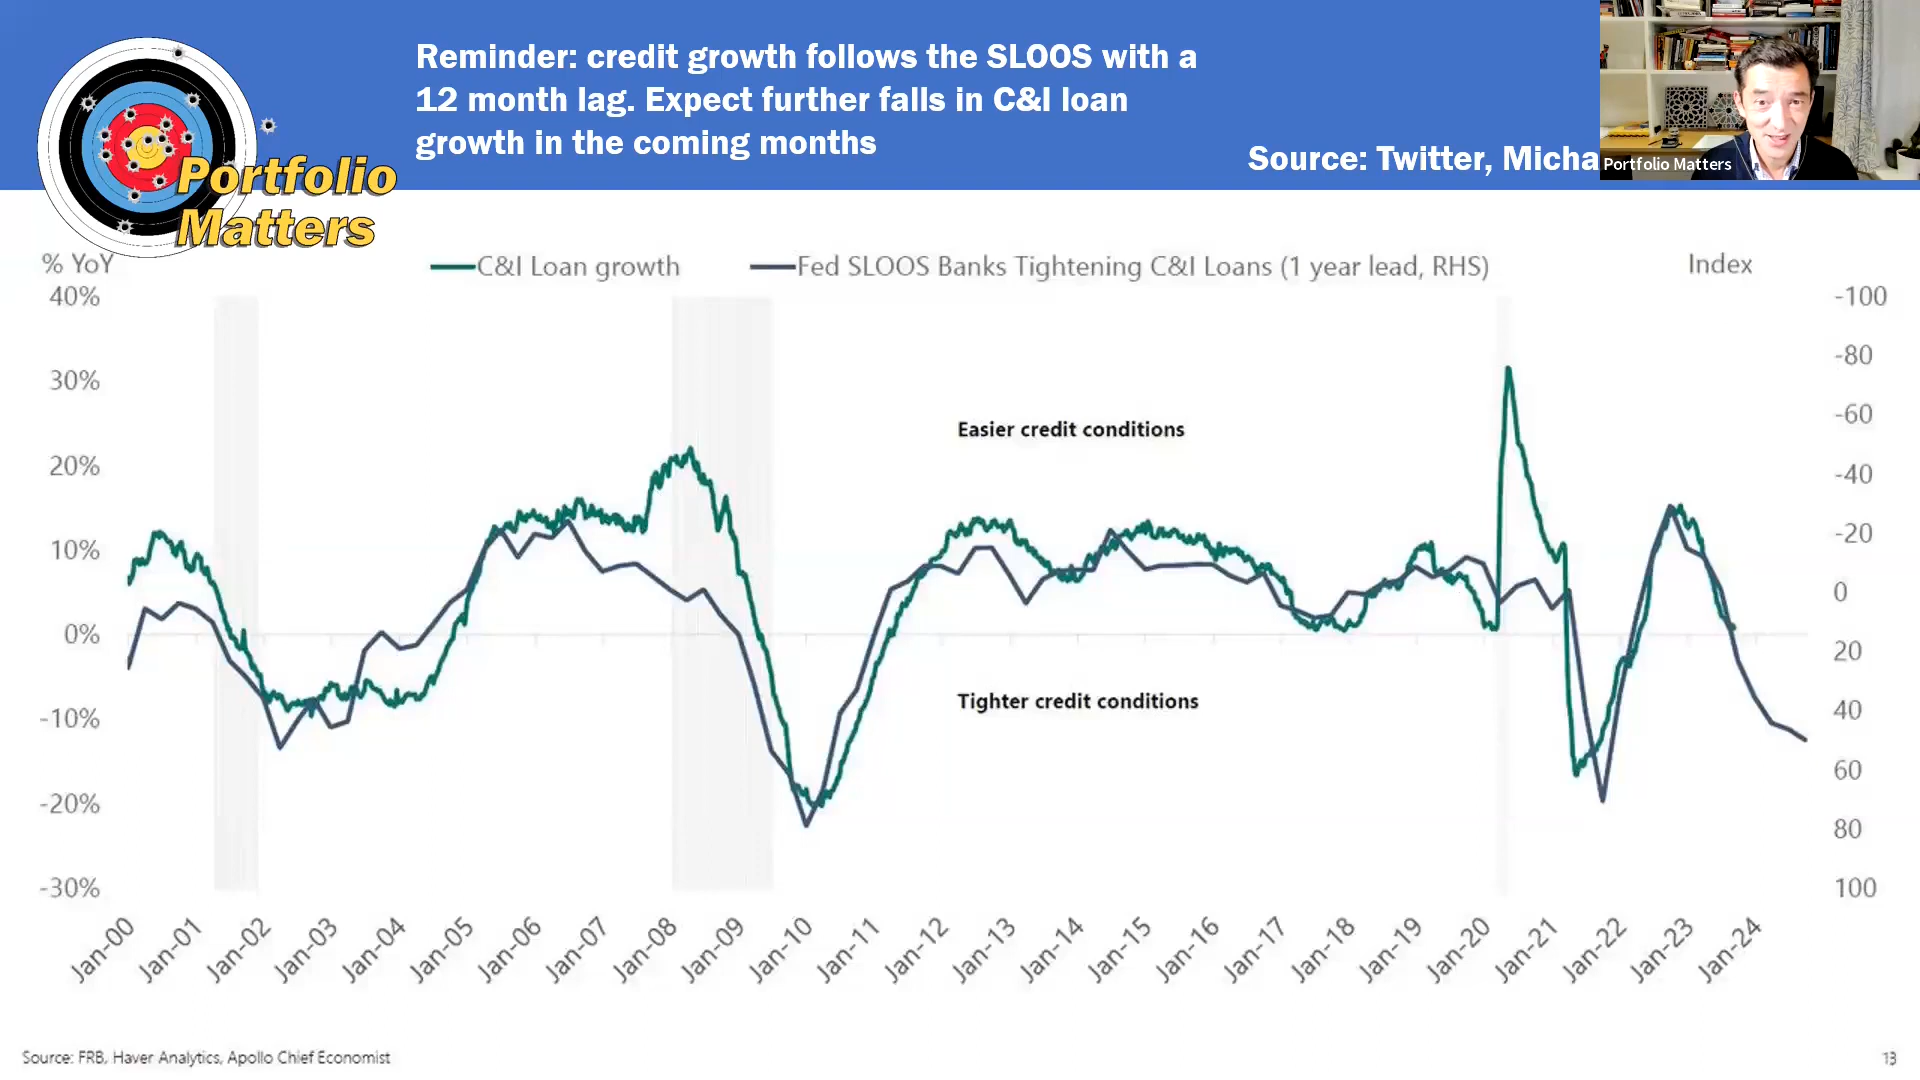 Reminder: credit growth follows the SLOOS with a
12 month lag. Expect further falls in C&I loan
growth in the coming months
Source: Twitter, Micha
Portfolio Matters
Portfolio
Matters
% YoY
C&I Loan growth
Fed SLOOS Banks Tightening C&I Loans (1 year lead, RHS)
Index
40%
30%
20%
10%
0%
-10%
-20%
-30%
Easier credit conditions
Tighter credit conditions
-100
-80
-60
-40
-20
0
20
40
60
80
100
Jan-00
Jan-01
Jan-02
Jan-03
Jan-04
Jan-05
Jan-06
Jan-07
Jan-08
Jan-09
Jan-10
Jan-11
Jan-12
Jan-13
Jan-14
Jan-15
Jan-16
Jan-17
Jan-18
Jan-19
Jan-20
Jan-21
Jan-22
Jan-23
Jan-24
Source: FRB, Haver Analytics, Apollo Chief Economist
13